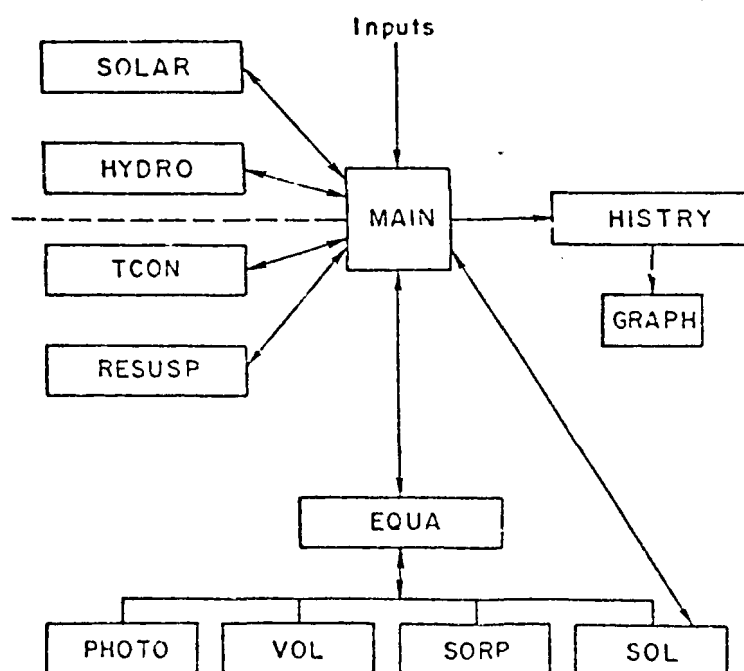 Inputs
SOLAR
HYDRO
MAIN
HISTRY
TCON
GRAPH
RESUSP
EQUA
PHOTO
VOL
SORP
SOL